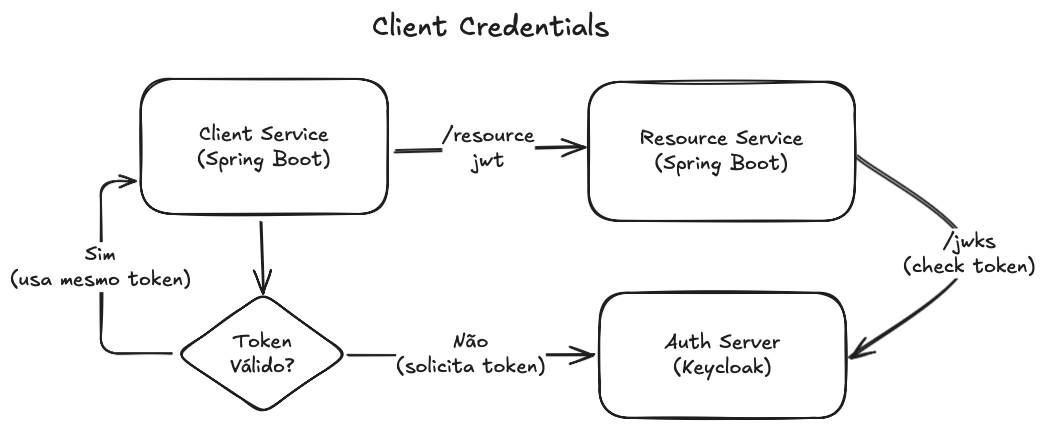 Client Credentials
Client Service
(Spring Boot)
/resource
jwt
Resource Service
(Spring Boot)
Sim
(usa mesmo token)
/jwks
(check token)
Token
Válido?
Não
(solicita token)
Auth Server
(Keycloak)